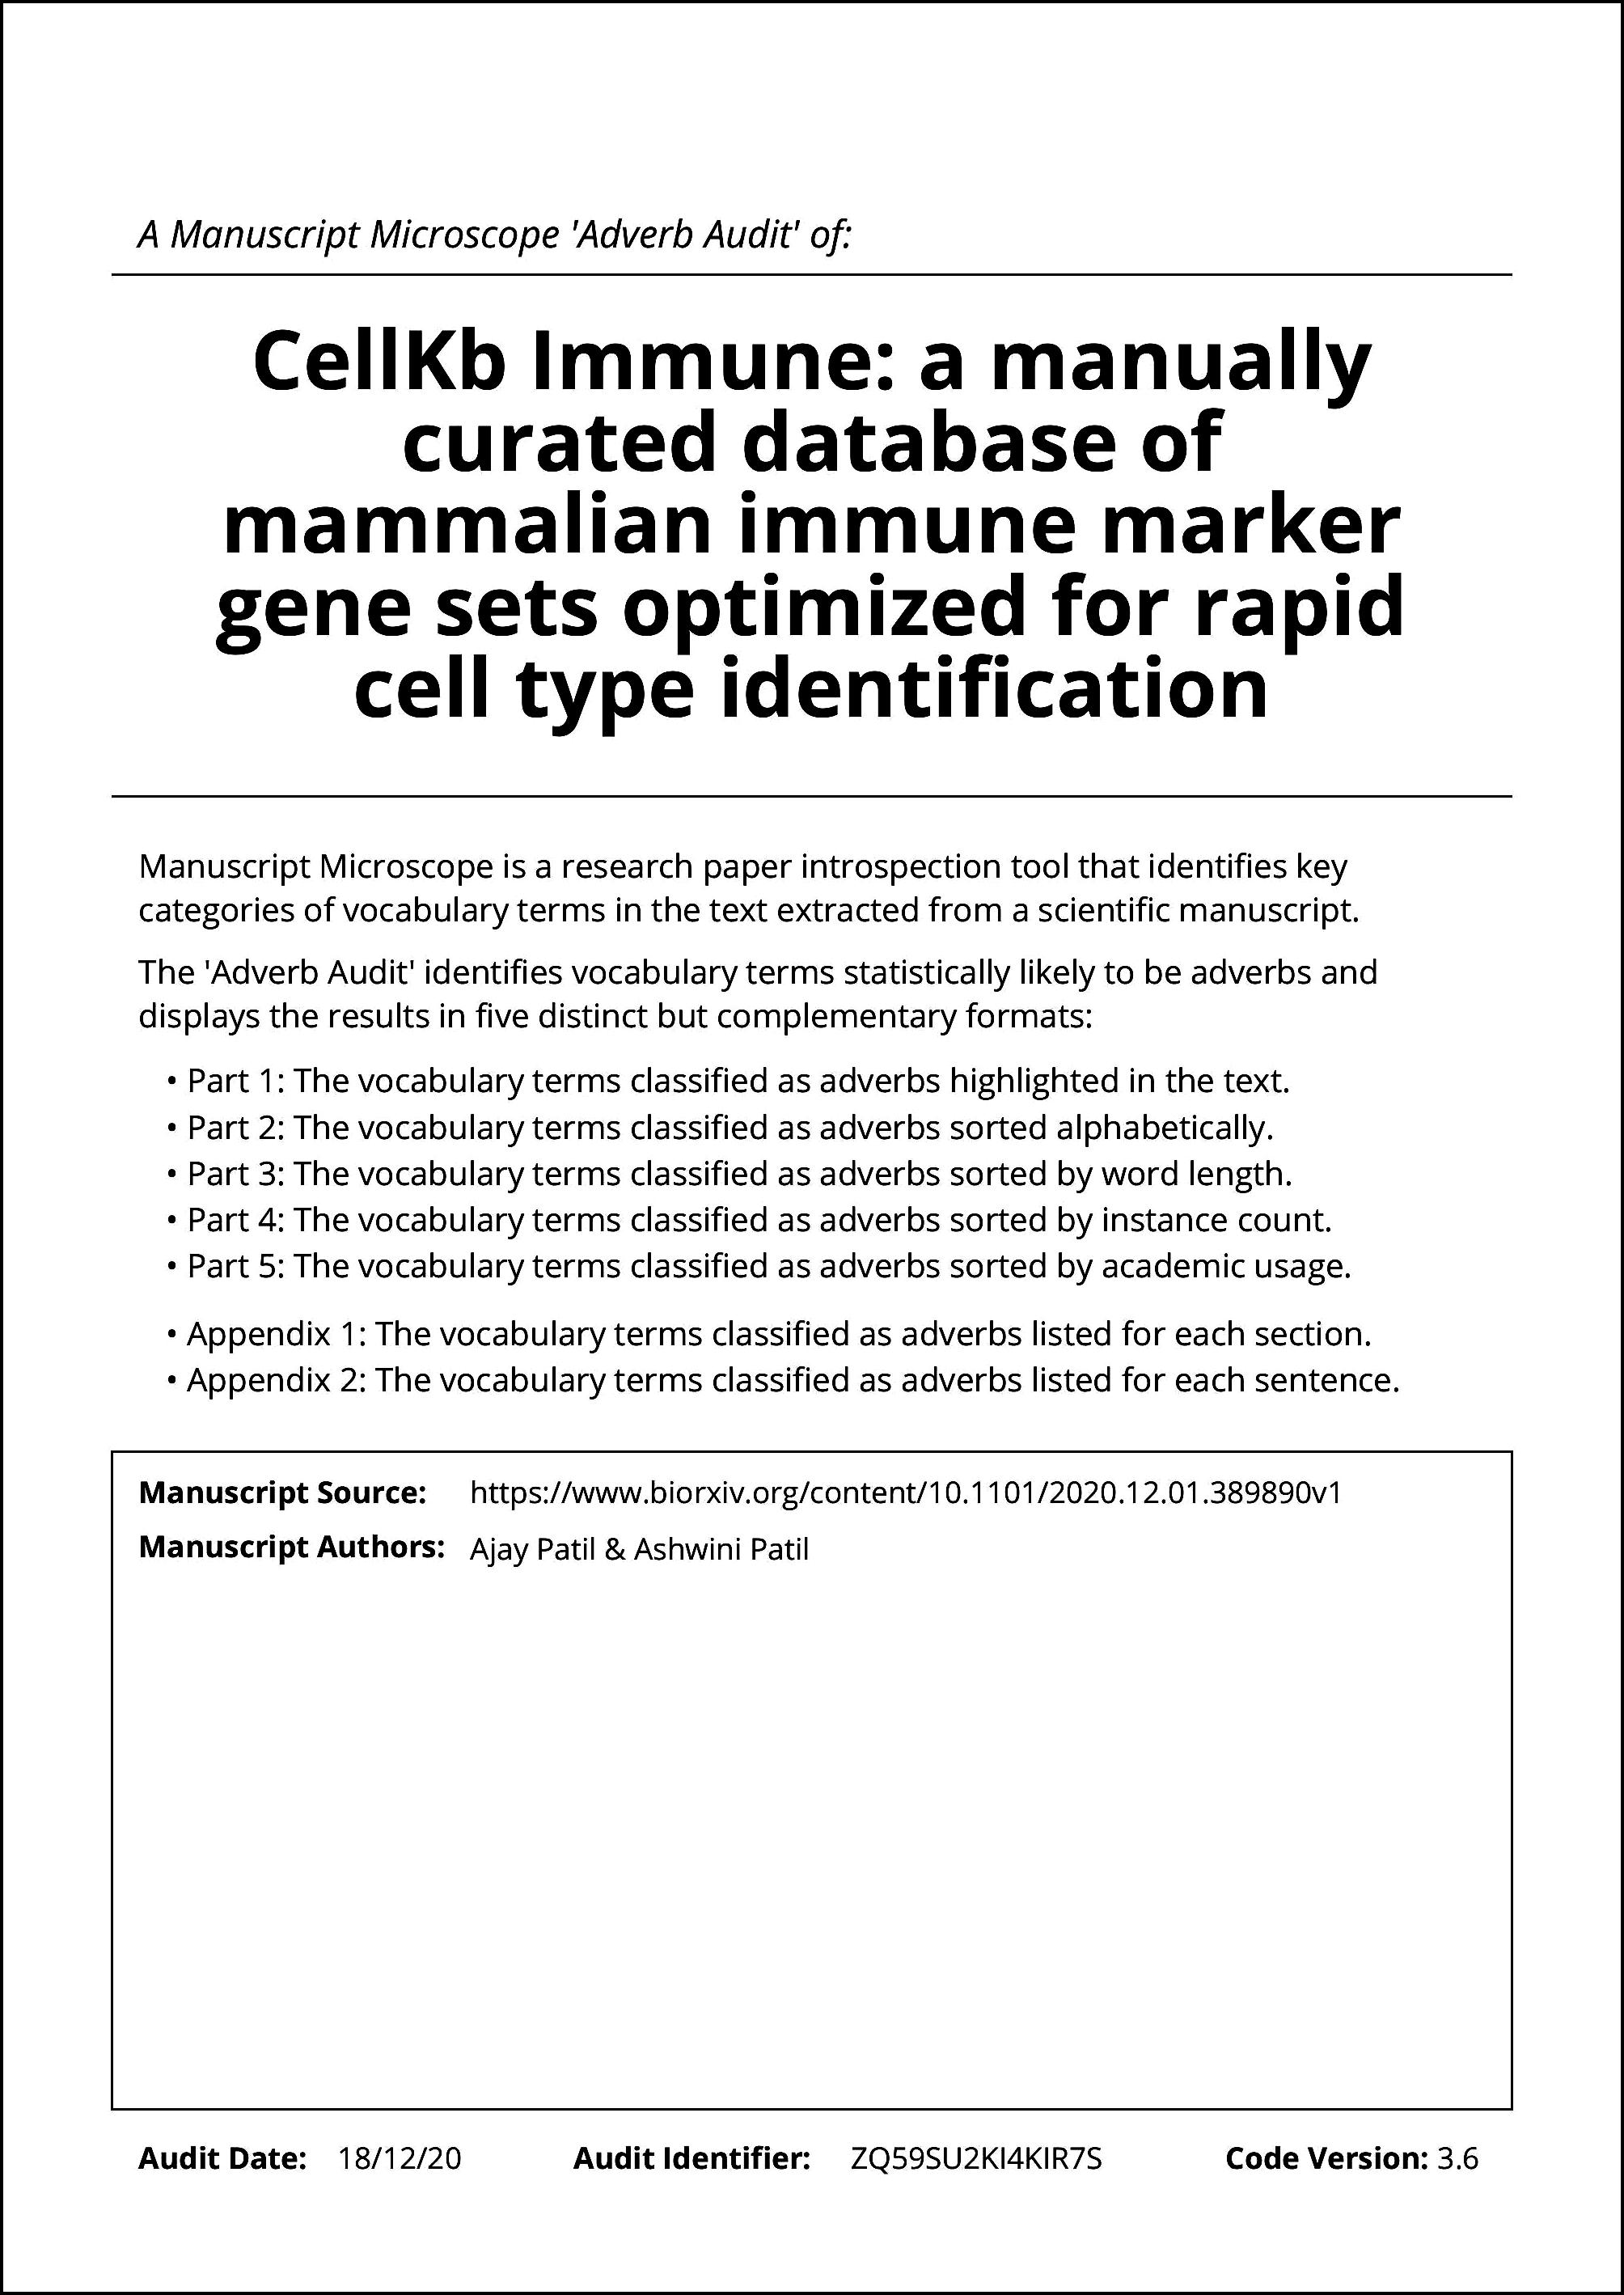 A Manuscript Microscope 'Adverb Audit' of:
CellKb Immune: a manually
curated database of
mammalian immune marker
gene sets optimized for rapid
cell type identification
Manuscript Microscope is a research paper introspection tool that identifies key
categories of vocabulary terms in the text extracted from a scientific manuscript.
The 'Adverb Audit' identifies vocabulary terms statistically likely to be adverbs and
displays the results in five distinct but complementary formats:
• Part 1: The vocabulary terms classified as adverbs highlighted in the text.
• Part 2: The vocabulary terms classified as adverbs sorted alphabetically.
• Part 3: The vocabulary terms classified as adverbs sorted by word length.
• Part 4: The vocabulary terms classified as adverbs sorted by instance count.
• Part 5: The vocabulary terms classified as adverbs sorted by academic usage.
• Appendix 1: The vocabulary terms classified as adverbs listed for each section.
• Appendix 2: The vocabulary terms classified as adverbs listed for each sentence.
Manuscript Source: https://www.biorxiv.org/content/10.1101/2020.12.01.389890v1
Manuscript Authors: Ajay Patil & Ashwini Patil
Audit Date: 18/12/20 Audit Identifier: ZQ59SU2KI4KIR7S Code Version: 3.6